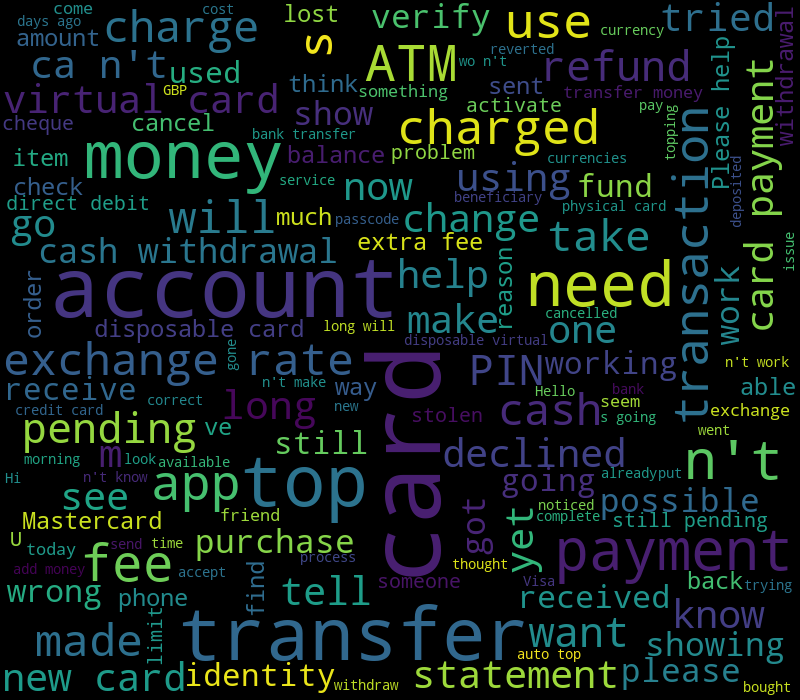 come
cost
days ago
charge
amount
lost
s
verify
use
currency
tried
ca n't
used
GBP
ATM
reverted
wo n't
refund
please help
withdrawal
virtual card
think
something
sent
transfer money
cheque
cancel
show
activate
charged
pay
topping
transaction
card payment
bank transfer
item
money
balance
problem
currencies
deposited
check
service
now
using
beneficiary
fund
direct debit
go
will
much
passcode
change
physical card
take
issue
cash withdrawal
extra fee
reason
order
account
help
need
work
disposable card
long will
make
cancelled
one
disposable virtual
exchange rate
gone
card
PIN
working
n't work
receive
n't make
way
Hello
bank
able
credit card
correct
long
new
stolen
cash
seem
s going
exchange
pending
ve
still
declined
went
n't
morning
m
look
available
top
going
already
put
Hi
n't know
see
app
got
yet
noticed
possible
Mastercard
friend
complete
still pending
U
today
send
time
fee
purchase
process
thought
payment
add money
accept
someone
Visa
back
trying
wrong
phone
find
tell
received
know
limit
made
transfer
want
showing
auto top
new card
identity
withdraw
statement
please
bought